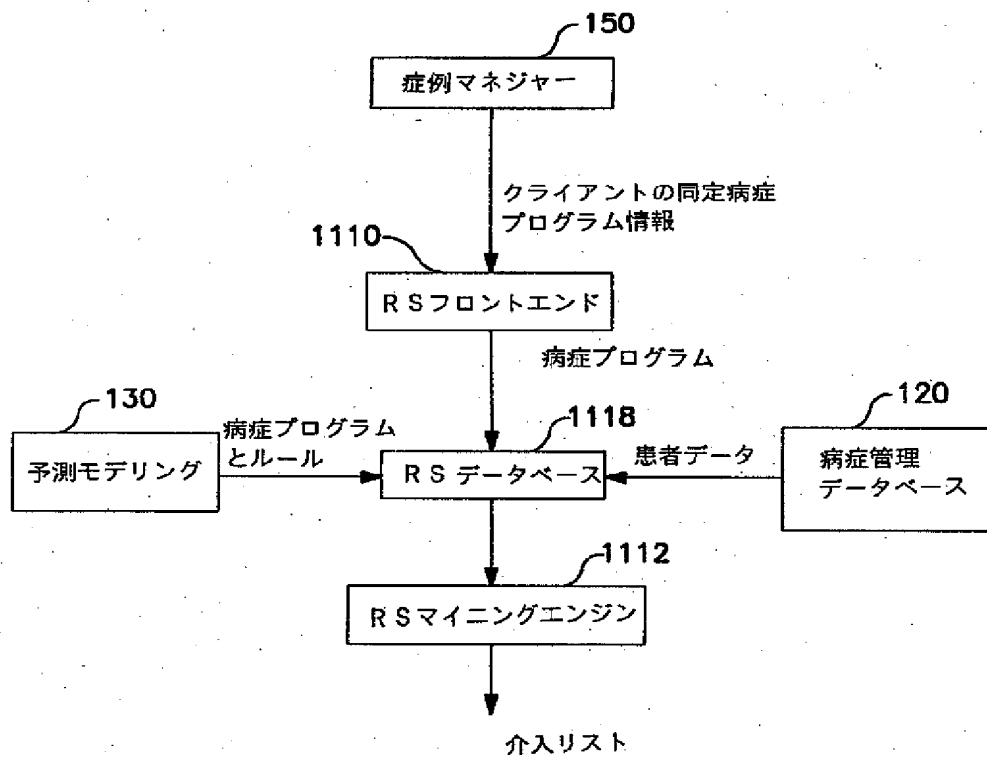 150
症例マネジャー
クライアントの同定病症
プログラム情報
1110
RSフロントエンド
病症プログラム
130
予測モデリング
病症プログラム
とルール
1118
RSデータベース
患者データ
120
病症管理
データベース
1112
RSマイニングエンジン
介入リスト